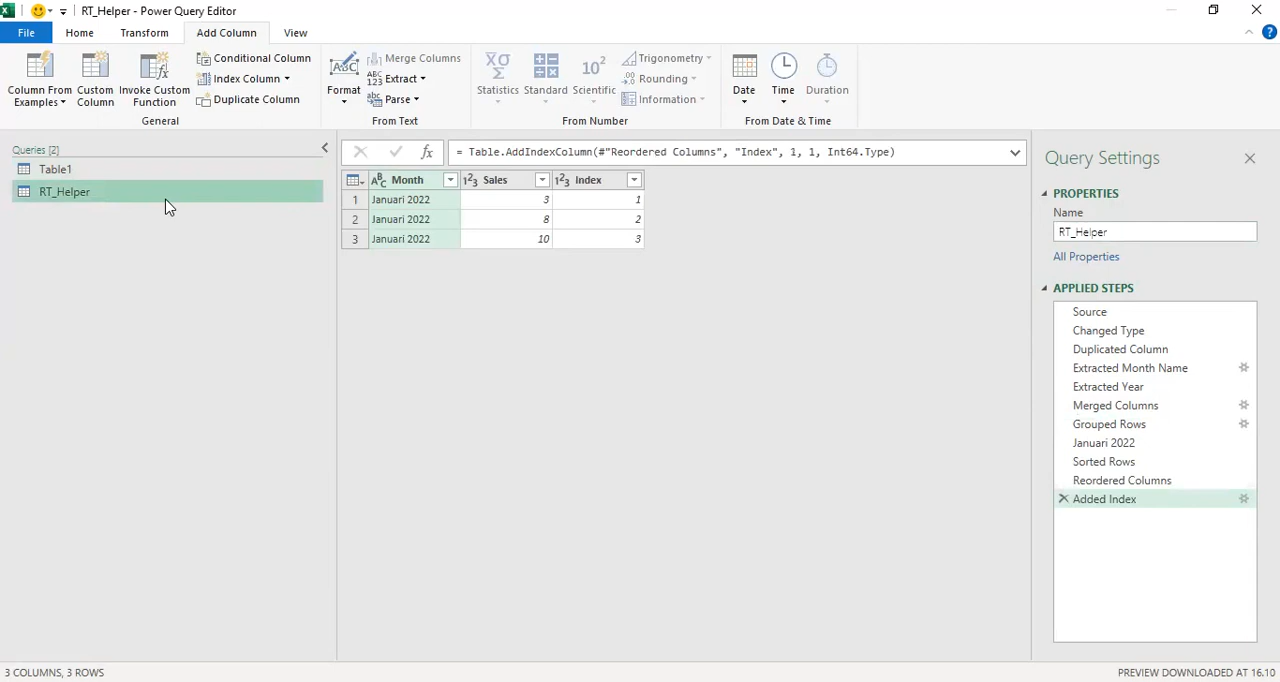 RT_Helper - Power Query Editor
File Home Transform Add Column View
Column From Examples
Custom Column
Invoke Custom Function
Conditional Column
Index Column
Duplicate Column
General
Format
Merge Columns
Extract
Parse
From Text
Statistics
Standard
Scientific
Trigonometry
Rounding
Information
From Number
Date
Time
Duration
From Date & Time
Queries [2]
Table1
RT_Helper
= Table.AddIndexColumn(#"Reordered Columns", "Index", 1, 1, Int64.Type)
Month Sales Index
1 Januari 2022 3 1
2 Januari 2022 8 2
3 Januari 2022 10 3
Query Settings
PROPERTIES
Name
RT_Helper
All Properties
APPLIED STEPS
Source
Changed Type
Duplicated Column
Extracted Month Name
Extracted Year
Merged Columns
Grouped Rows
Januari 2022
Sorted Rows
Reordered Columns
Added Index
3 COLUMNS, 3 ROWS
PREVIEW DOWNLOADED AT 16.10